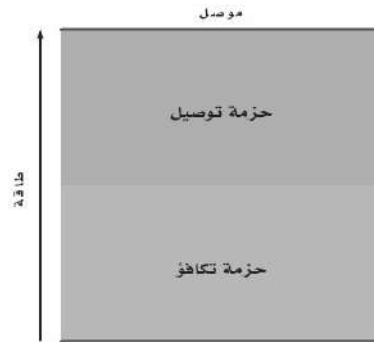 موصل
حزمة توصيل
طاقة
حزمة تكافؤ